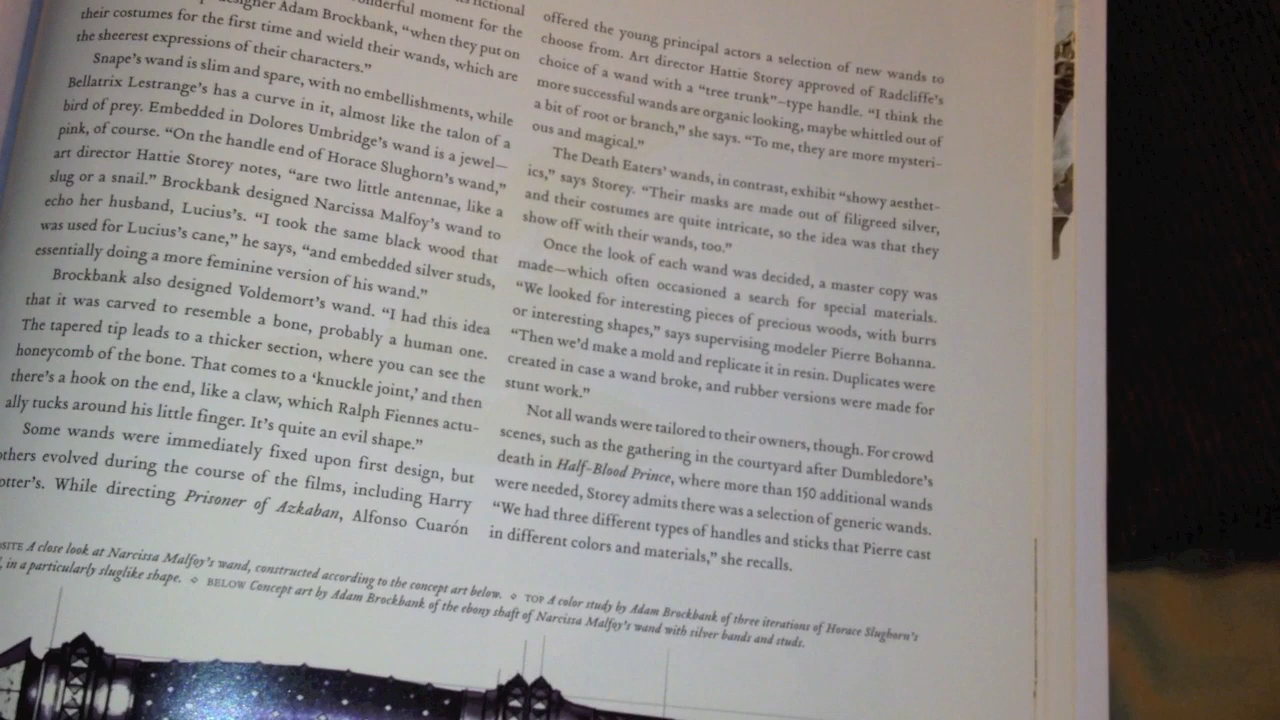 fictional
designer Adam Brockbank, "when they put on
their costumes for the first time and wield their wands, which are
the sheerest expressions of their characters."
Snape's wand is slim and spare, with no embellishments, while
Bellatrix Lestrange's has a curve in it, almost like the talon of a
bird of prey. Embedded in Dolores Umbridge's wand is a jewel—
pink, of course. "On the handle end of Horace Slughorn's wand,"
art director Hattie Storey notes, "are two little antennae, like a
slug or a snail." Brockbank designed Narcissa Malfoy's wand to
echo her husband, Lucius's. "I took the same black wood that
was used for Lucius's cane," he says, "and embedded silver studs,
essentially doing a more feminine version of his wand."
Brockbank also designed Voldemort's wand. "I had this idea
that it was carved to resemble a bone, probably a human one.
The tapered tip leads to a thicker section, where you can see the
honeycomb of the bone. That comes to a 'knuckle joint,' and then
there's a hook on the end, like a claw, which Ralph Fiennes actu-
ally tucks around his little finger. It's quite an evil shape."
Some wands were immediately fixed upon first design, but
others evolved during the course of the films, including Harry
otter's. While directing Prisoner of Azkaban, Alfonso Cuarón
offered the young principal actors a selection of new wands to
choose from. Art director Hattie Storey approved of Radcliffe's
choice of a wand with a "tree trunk"–type handle. "I think the
more successful wands are organic looking, maybe whittled out of
a bit of root or branch," she says. "To me, they are more mysteri-
ous and magical."
The Death Eaters' wands, in contrast, exhibit "showy aesthet-
ics," says Storey. "Their masks are made out of filigreed silver,
and their costumes are quite intricate, so the idea was that they
show off with their wands, too."
Once the look of each wand was decided, a master copy was
made—which often occasioned a search for special materials.
"We looked for interesting pieces of precious woods, with burrs
or interesting shapes," says supervising modeler Pierre Bohanna.
"Then we'd make a mold and replicate it in resin. Duplicates were
created in case a wand broke, and rubber versions were made for
stunt work."
Not all wands were tailored to their owners, though. For crowd
scenes, such as the gathering in the courtyard after Dumbledore's
death in Half-Blood Prince, where more than 150 additional wands
were needed, Storey admits there was a selection of generic wands.
"We had three different types of handles and sticks that Pierre cast
in different colors and materials," she recalls.
SITE A close look at Narcissa Malfoy's wand, constructed according to the concept art below. ◇ TOP A color study by Adam Brockbank of three iterations of Horace Slughorn's
, in a particularly sluglike shape. ◇ BELOW Concept art by Adam Brockbank of the ebony shaft of Narcissa Malfoy's wand with silver bands and studs.